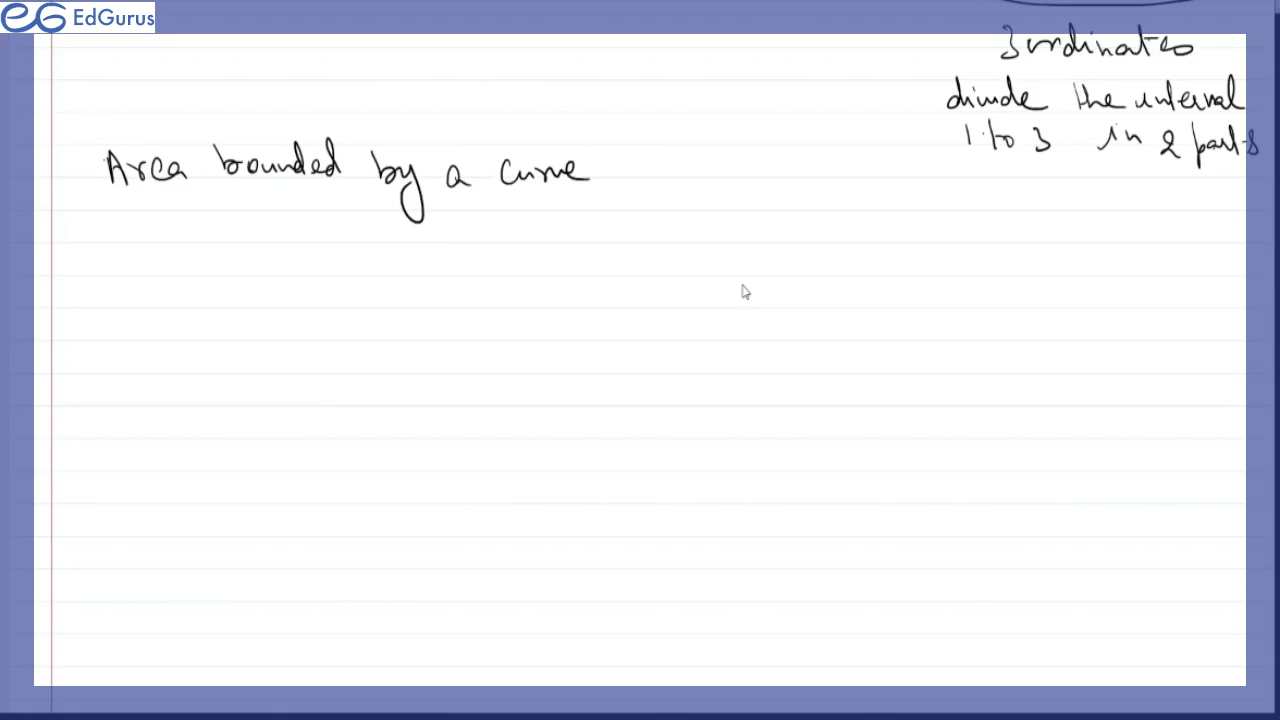 EdGurus
3 ordinates
divide the interval
1 to 3 in 2 parts
Area bounded by a curve